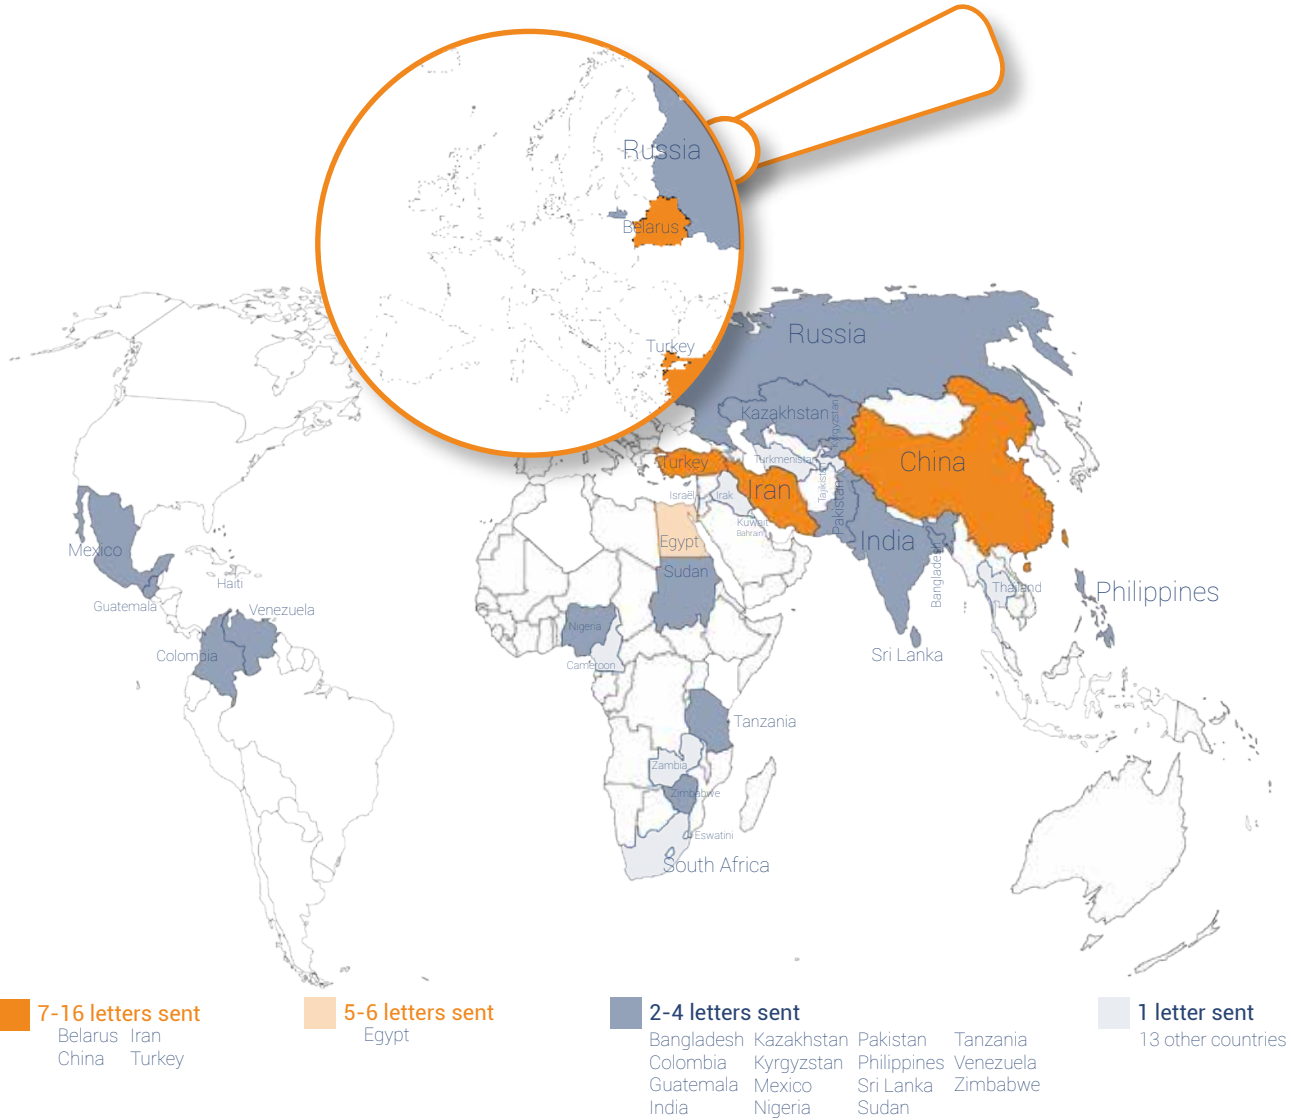 Russia
Belarus
Turkey
Russia
Kazakhstan
Kyrgyzstan
Turkmenistan
Tajikistan
China
Turkey
Iran
Israël
Irak
Kuwait
Bahrain
Pakistan
India
Bangladesh
Egypt
Sudan
Mexico
Haiti
Guatemala
Venezuela
Colombia
Nigeria
Cameroon
Thailand
Philippines
Sri Lanka
Tanzania
Zambia
Zimbabwe
Eswatini
South Africa
7-16 letters sent
Belarus Iran
China Turkey
5-6 letters sent
Egypt
2-4 letters sent
Bangladesh Kazakhstan Pakistan Tanzania
Colombia Kyrgyzstan Philippines Venezuela
Guatemala Mexico Sri Lanka Zimbabwe
India Nigeria Sudan
1 letter sent
13 other countries